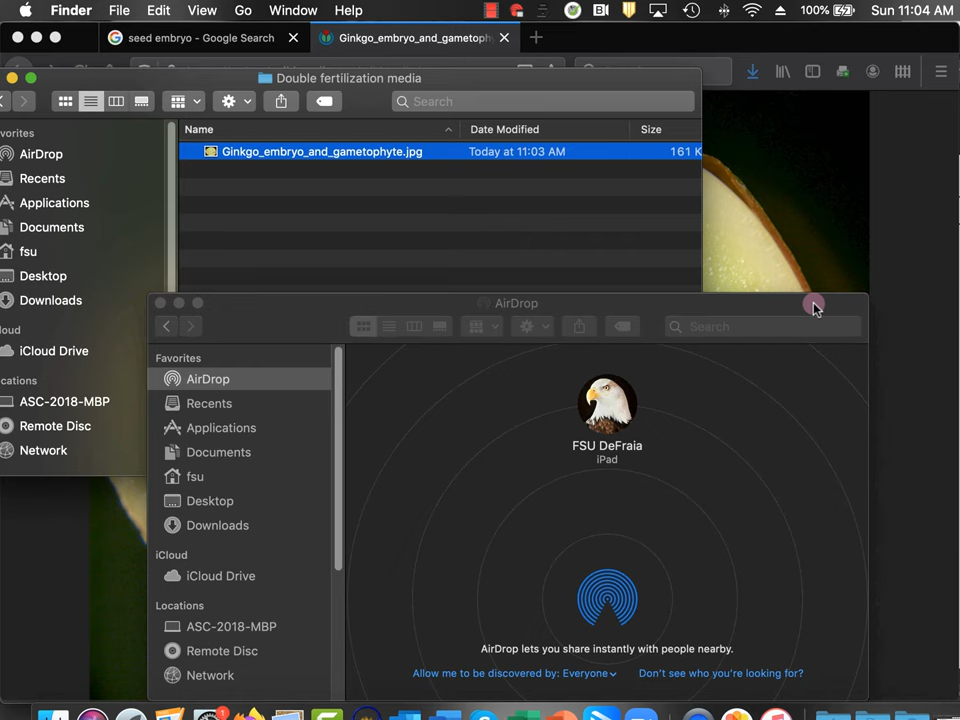 Finder File Edit View Go Window Help 100% Sun 11:04 AM
seed embryo - Google Search Ginkgo_embryo_and_gametoph
Double fertilization media
Search
Name Date Modified Size
Ginkgo_embryo_and_gametophyte.jpg Today at 11:03 AM 161 K
avorites
AirDrop
Recents
Applications
Documents
fsu
Desktop
Downloads
loud
iCloud Drive
cations
ASC-2018-MBP
Remote Disc
Network
AirDrop
Search
Favorites
AirDrop
Recents
Applications
Documents
fsu
Desktop
Downloads
iCloud
iCloud Drive
Locations
ASC-2018-MBP
Remote Disc
Network
FSU DeFraia
iPad
AirDrop lets you share instantly with people nearby.
Allow me to be discovered by: Everyone Don't see who you're looking for?